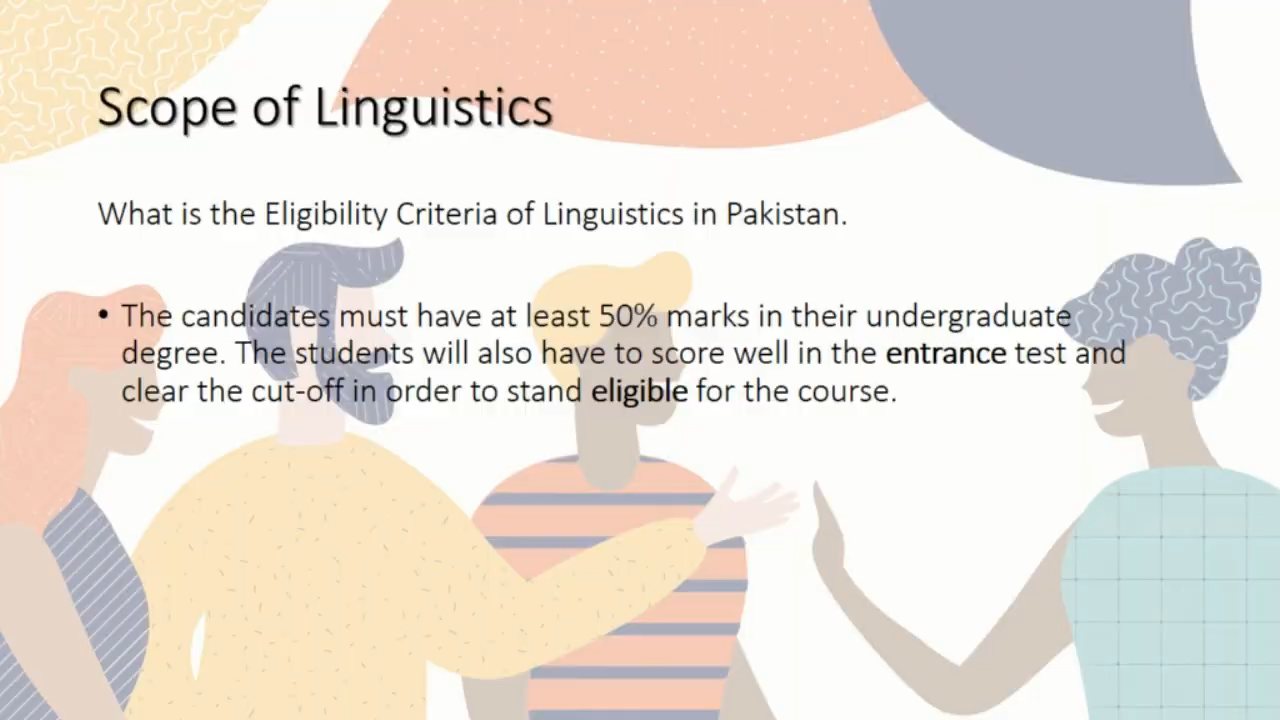 Scope of Linguistics
What is the Eligibility Criteria of Linguistics in Pakistan.
• The candidates must have at least 50% marks in their undergraduate
degree. The students will also have to score well in the entrance test and
clear the cut-off in order to stand eligible for the course.